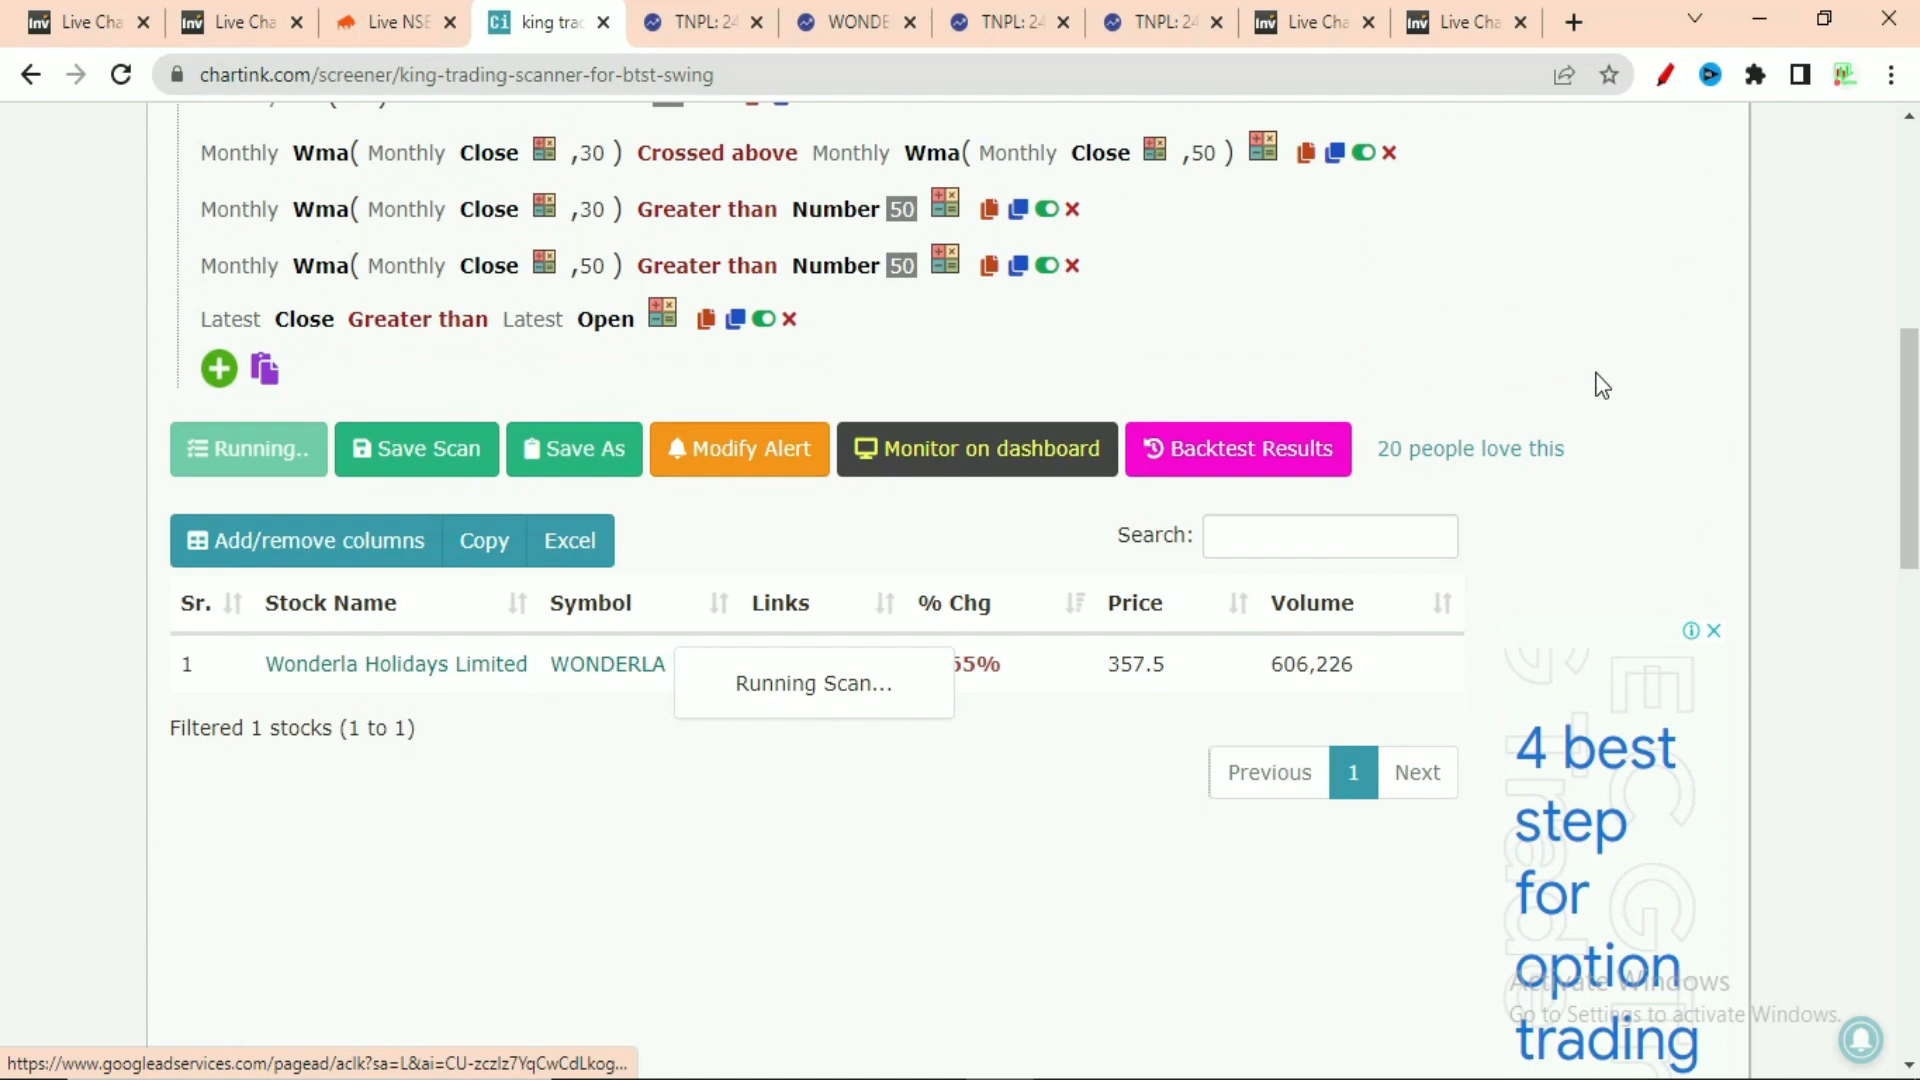 Live Cha
Live Cha
Live NSE
king trad
TNPL: 24
WONDE
TNPL: 24
TNPL: 24
Live Cha
Live Cha
chartink.com/screener/king-trading-scanner-for-btst-swing
Monthly Wma( Monthly Close ,30 ) Crossed above Monthly Wma( Monthly Close ,50 )
Monthly Wma( Monthly Close ,30 ) Greater than Number 50
Monthly Wma( Monthly Close ,50 ) Greater than Number 50
Latest Close Greater than Latest Open
Running.. Save Scan Save As Modify Alert Monitor on dashboard Backtest Results 20 people love this
Add/remove columns Copy Excel Search:
Sr. Stock Name Symbol Links % Chg Price Volume
1 Wonderla Holidays Limited WONDERLA 65% 357.5 606,226
Running Scan...
Filtered 1 stocks (1 to 1)
Previous 1 Next
4 best
step
for
option
trading
Activate Windows
Go to Settings to activate Windows.
https://www.googleadservices.com/pagead/aclk?sa=L&ai=CU-zczlz7YqCwCdLkog...